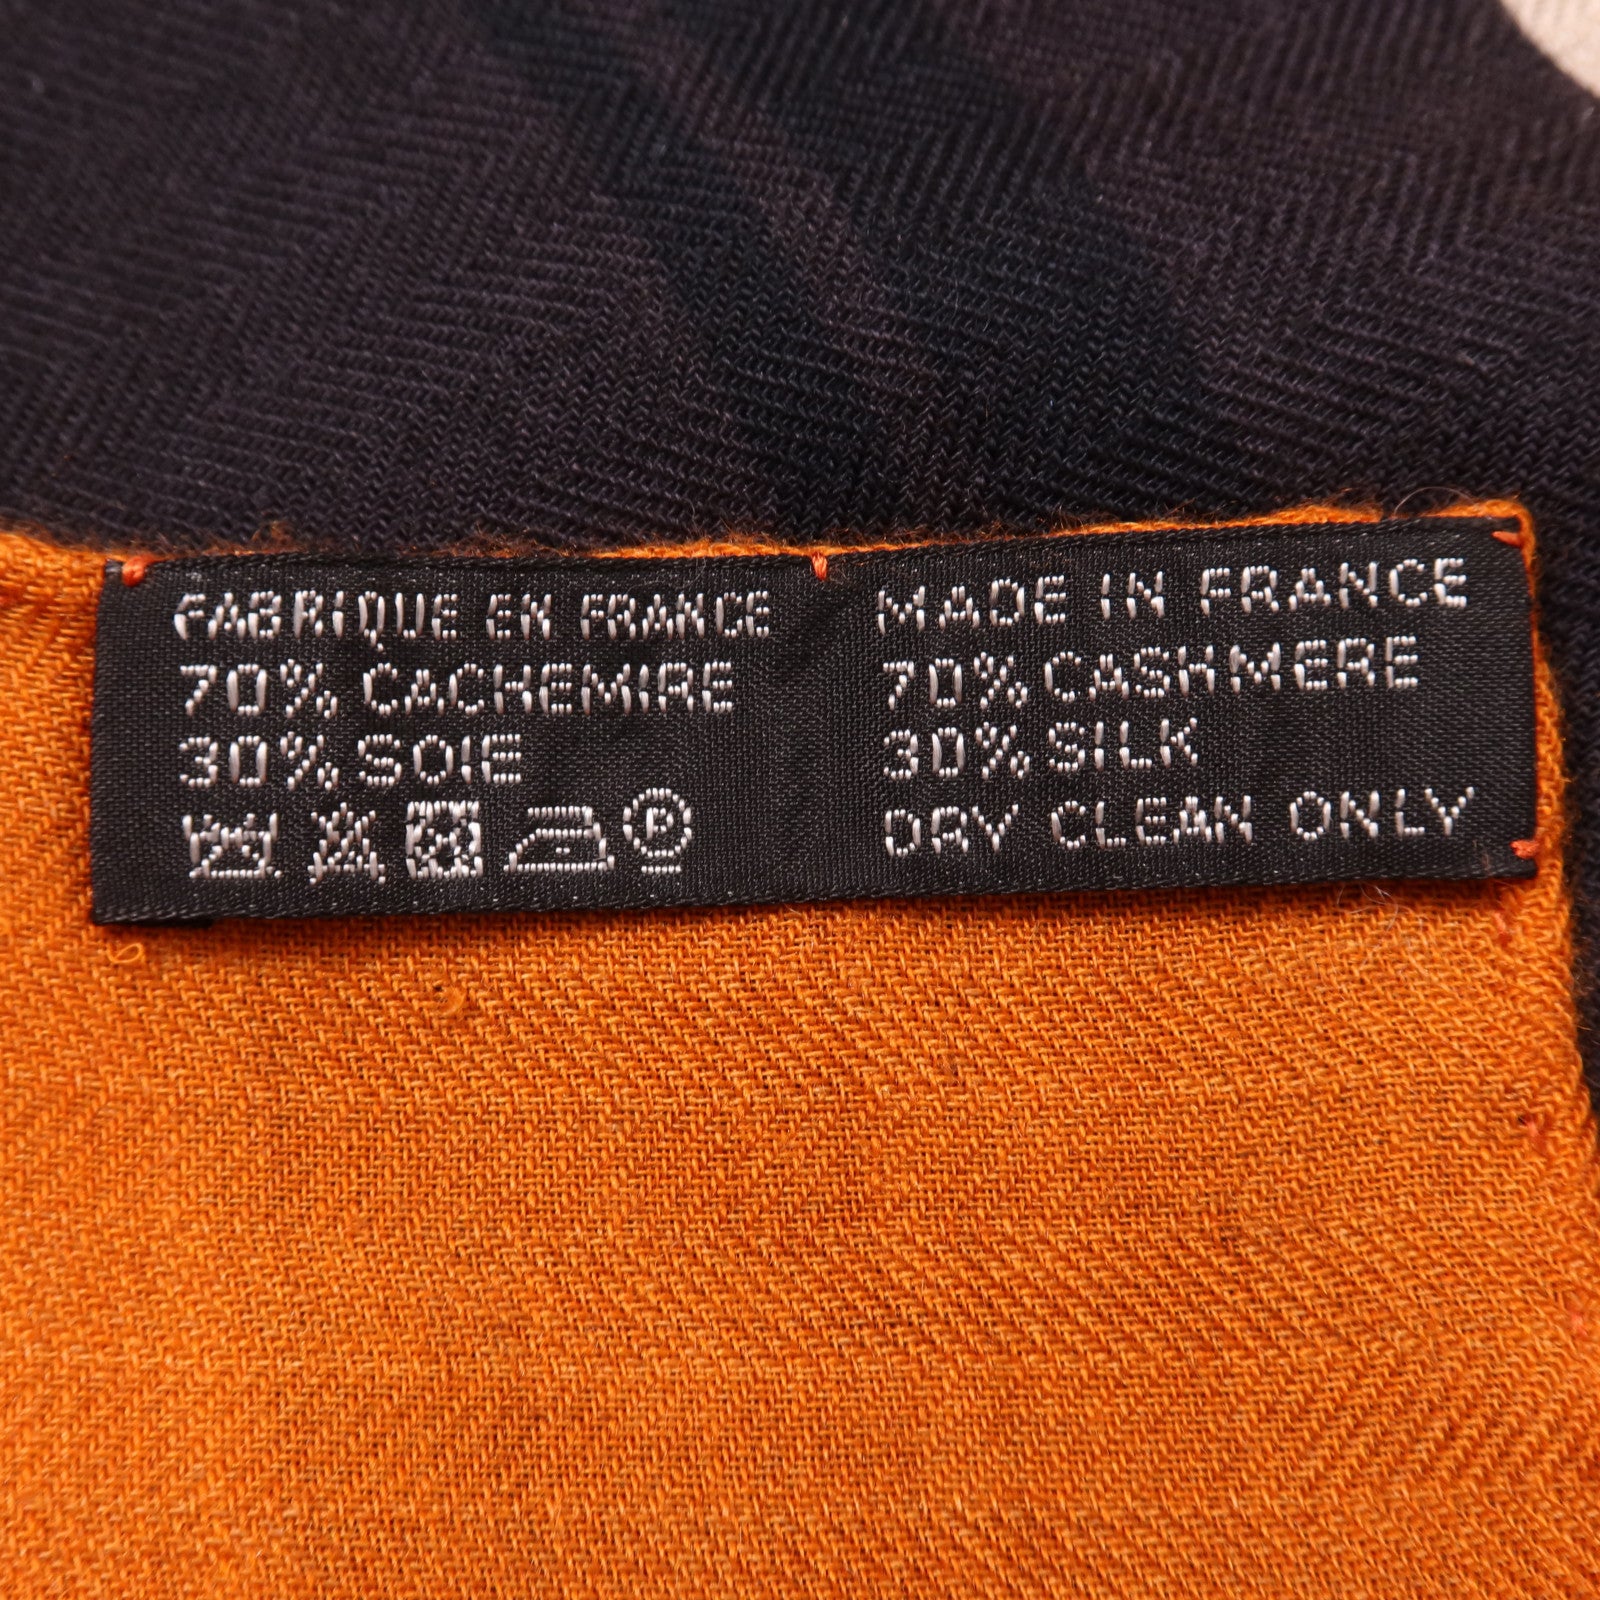 FABRIQUE EN FRANCE
70% CACHEMIRE
30% SOIE
P
MADE IN FRANCE
70% CASHMERE
30% SILK
DRY CLEAN ONLY